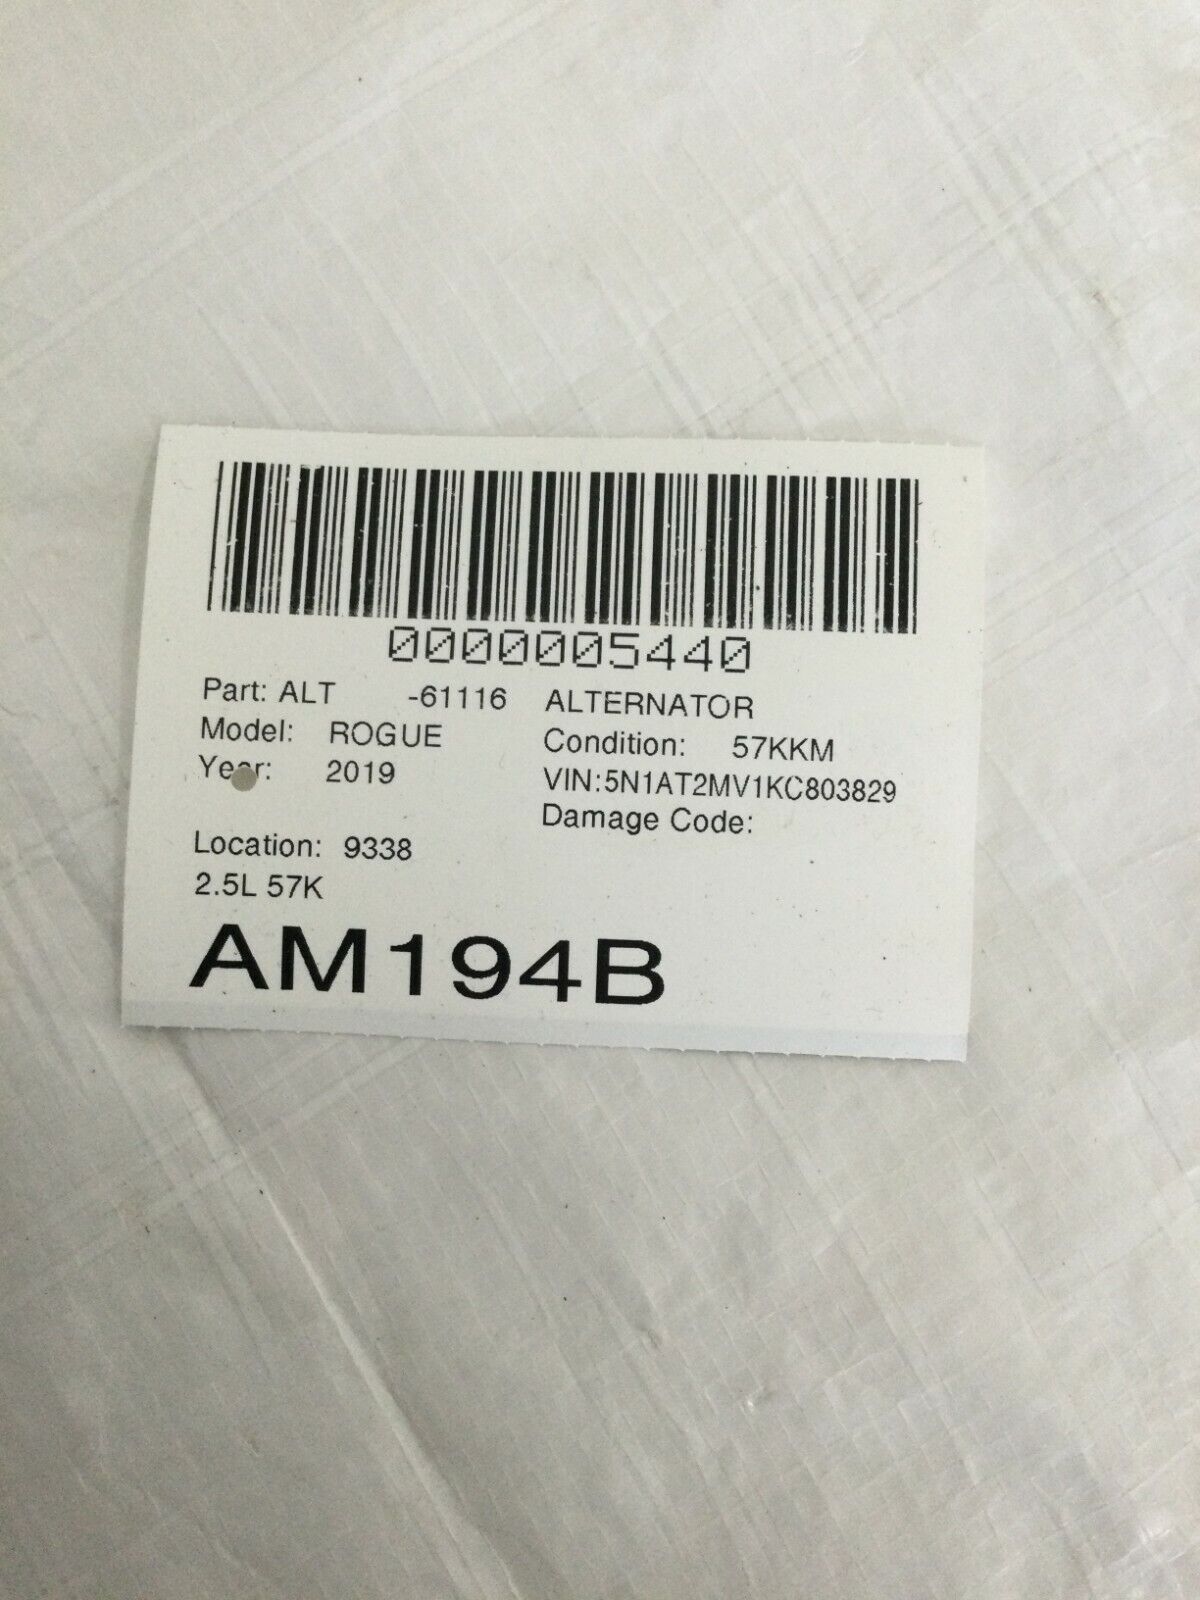 0000005440
Part: ALT -61116 ALTERNATOR
Model: ROGUE Condition: 57KKM
Year: 2019 VIN:5N1AT2MV1KC803829
Damage Code:
Location: 9338
2.5L 57K
AM194B